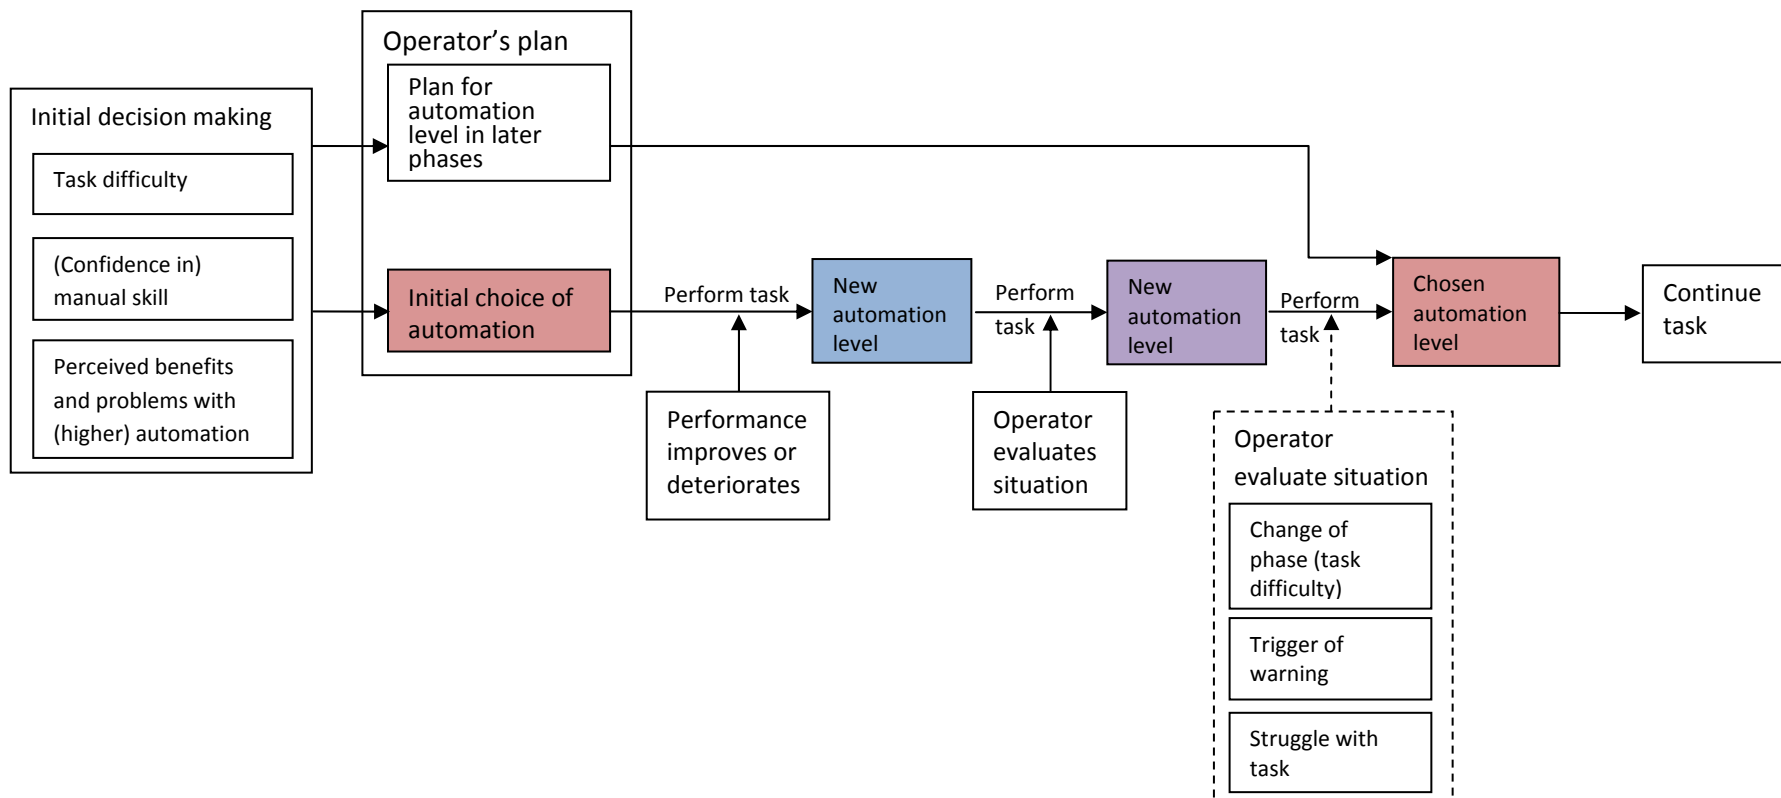 Initial decision making
Task difficulty
(Confidence in)
manual skill
Perceived benefits
and problems with
(higher) automation
Operator’s plan
Plan for
automation
level in later
phases
Initial choice of
automation
Perform task
Performance
improves or
deteriorates
New
automation
level
Perform
task
Operator
evaluates
situation
New
automation
level
Perform
task
Operator
evaluate situation
Change of
phase (task
difficulty)
Trigger of
warning
Struggle with
task
Chosen
automation
level
Continue
task